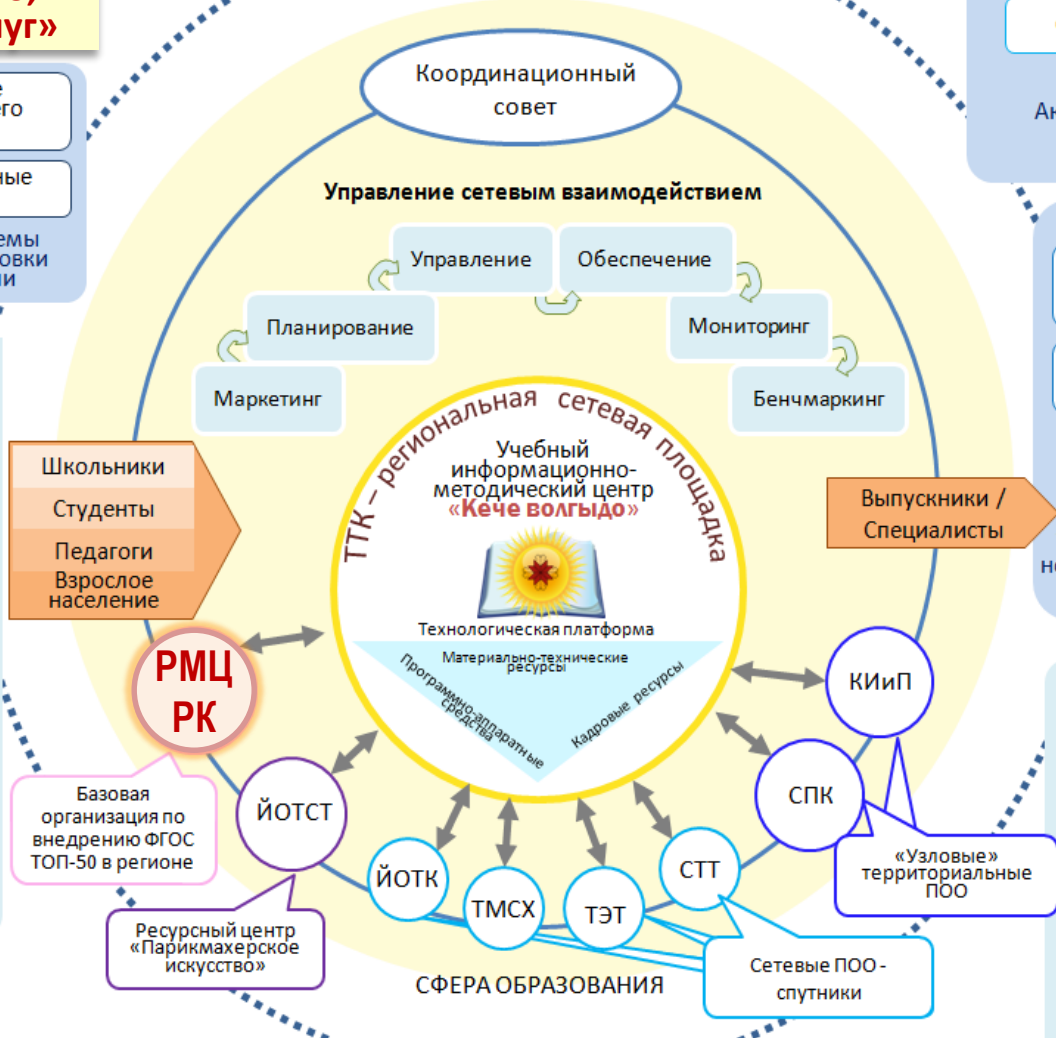 Координационный
совет
Управление сетевым взаимодействием
Управление
Обеспечение
Планирование
Мониторинг
Маркетинг
Бенчмаркинг
ТТК – региональная сетевая площадка
Учебный
информационно-
методический центр
«Кече волгыдо»
Технологическая платформа
Материально-технические
ресурсы
Программно-аппаратные
средства
Кадровые ресурсы
Школьники
Студенты
Педагоги
Взрослое
население
Выпускники /
Специалисты
РМЦ
РК
КИиП
СПК
ЙОТСТ
ЙОТК
ТМСХ
ТЭТ
СТТ
Базовая
организация по
внедрению ФГОС
ТОП-50 в регионе
Ресурсный центр
«Парикмахерское
искусство»
«Узловые»
территориальные
ПОО
Сетевые ПОО -
спутники
СФЕРА ОБРАЗОВАНИЯ